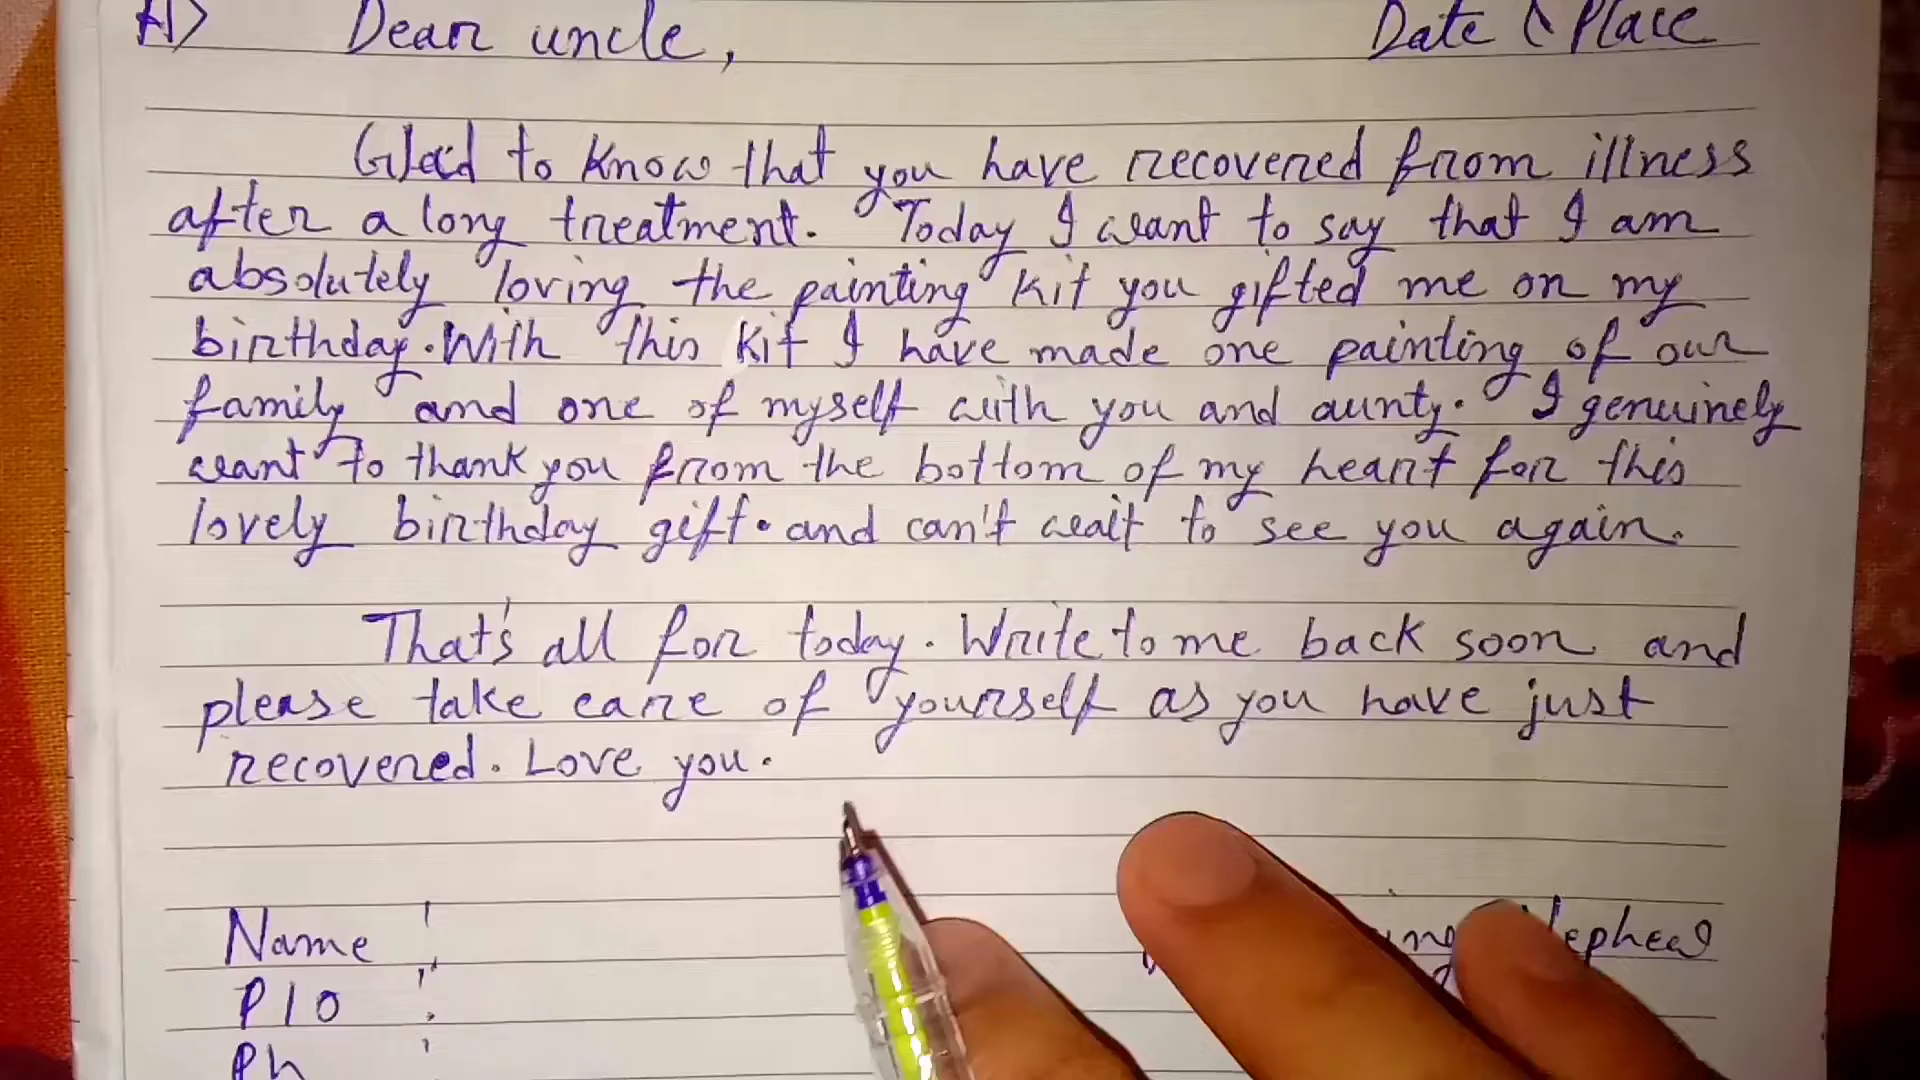 A) Dear uncle, Date & Place
Glad to know that you have recovered from illness
after a long treatment. Today I want to say that I am
absolutely loving the painting kit you gifted me on my
birthday. With this kit I have made one painting of our
family and one of myself with you and aunty. I genuinely
want to thank you from the bottom of my heart for this
lovely birthday gift. and can't wait to see you again.
That's all for today. Write to me back soon and
please take care of yourself as you have just
recovered. Love you.
Name :
P/O :
Ph :